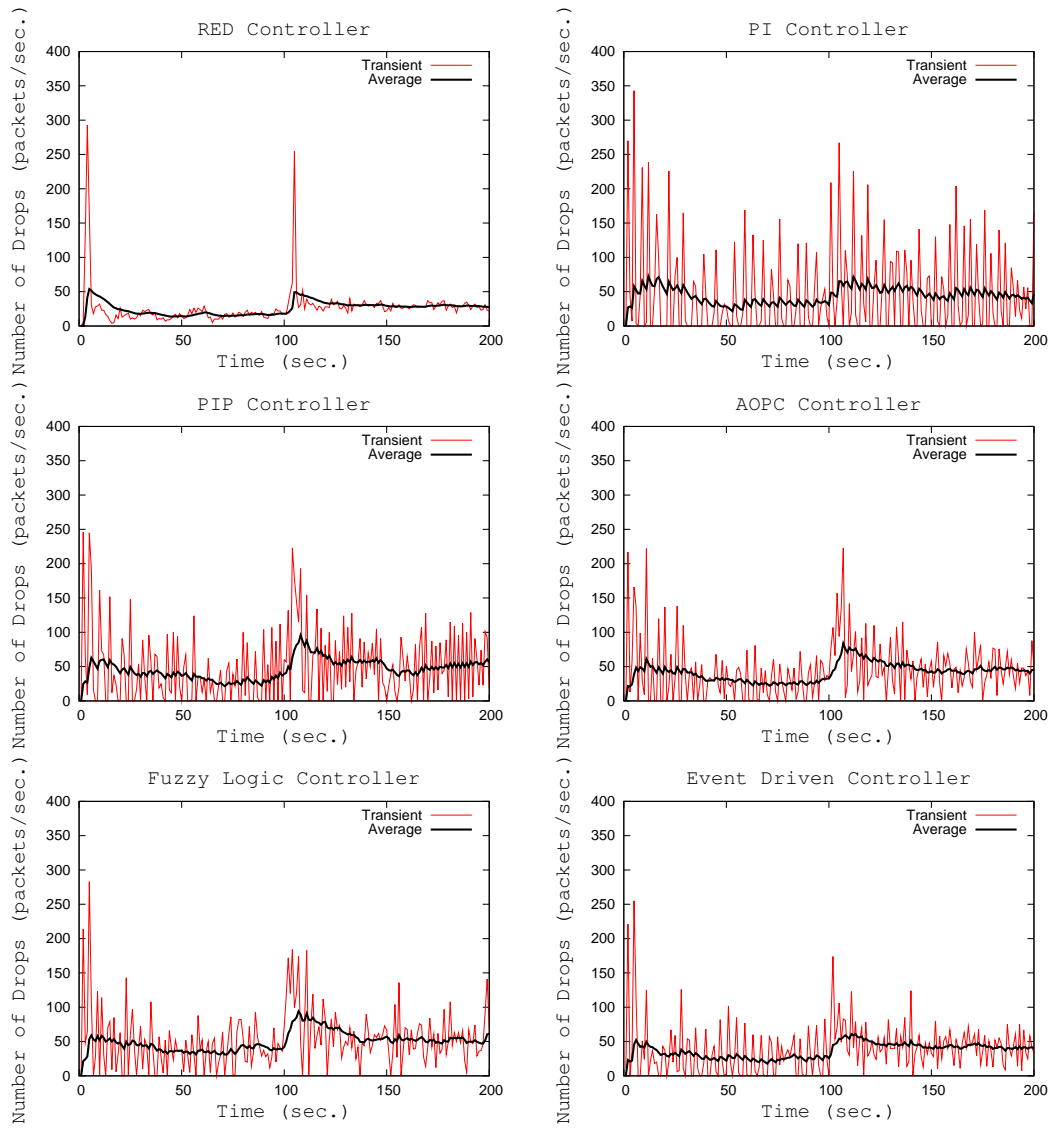 RED Controller
Number of Drops (packets/sec.)
400
350
300
250
200
150
100
50
0
Transient
Average
0 50 100 150 200
Time (sec.)
PI Controller
Number of Drops (packets/sec.)
400
350
300
250
200
150
100
50
0
Transient
Average
0 50 100 150 200
Time (sec.)
PIP Controller
Number of Drops (packets/sec.)
400
350
300
250
200
150
100
50
0
Transient
Average
0 50 100 150 200
Time (sec.)
AOPC Controller
Number of Drops (packets/sec.)
400
350
300
250
200
150
100
50
0
Transient
Average
0 50 100 150 200
Time (sec.)
Fuzzy Logic Controller
Number of Drops (packets/sec.)
400
350
300
250
200
150
100
50
0
Transient
Average
0 50 100 150 200
Time (sec.)
Event Driven Controller
Number of Drops (packets/sec.)
400
350
300
250
200
150
100
50
0
Transient
Average
0 50 100 150 200
Time (sec.)